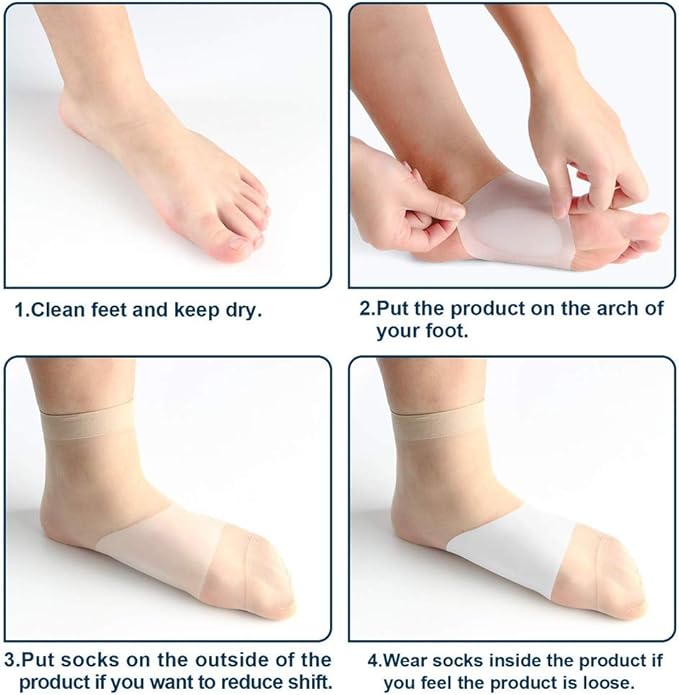 1.Clean feet and keep dry.
2.Put the product on the arch of
your foot.
3.Put socks on the outside of the
product if you want to reduce shift.
4.Wear socks inside the product if
you feel the product is loose.